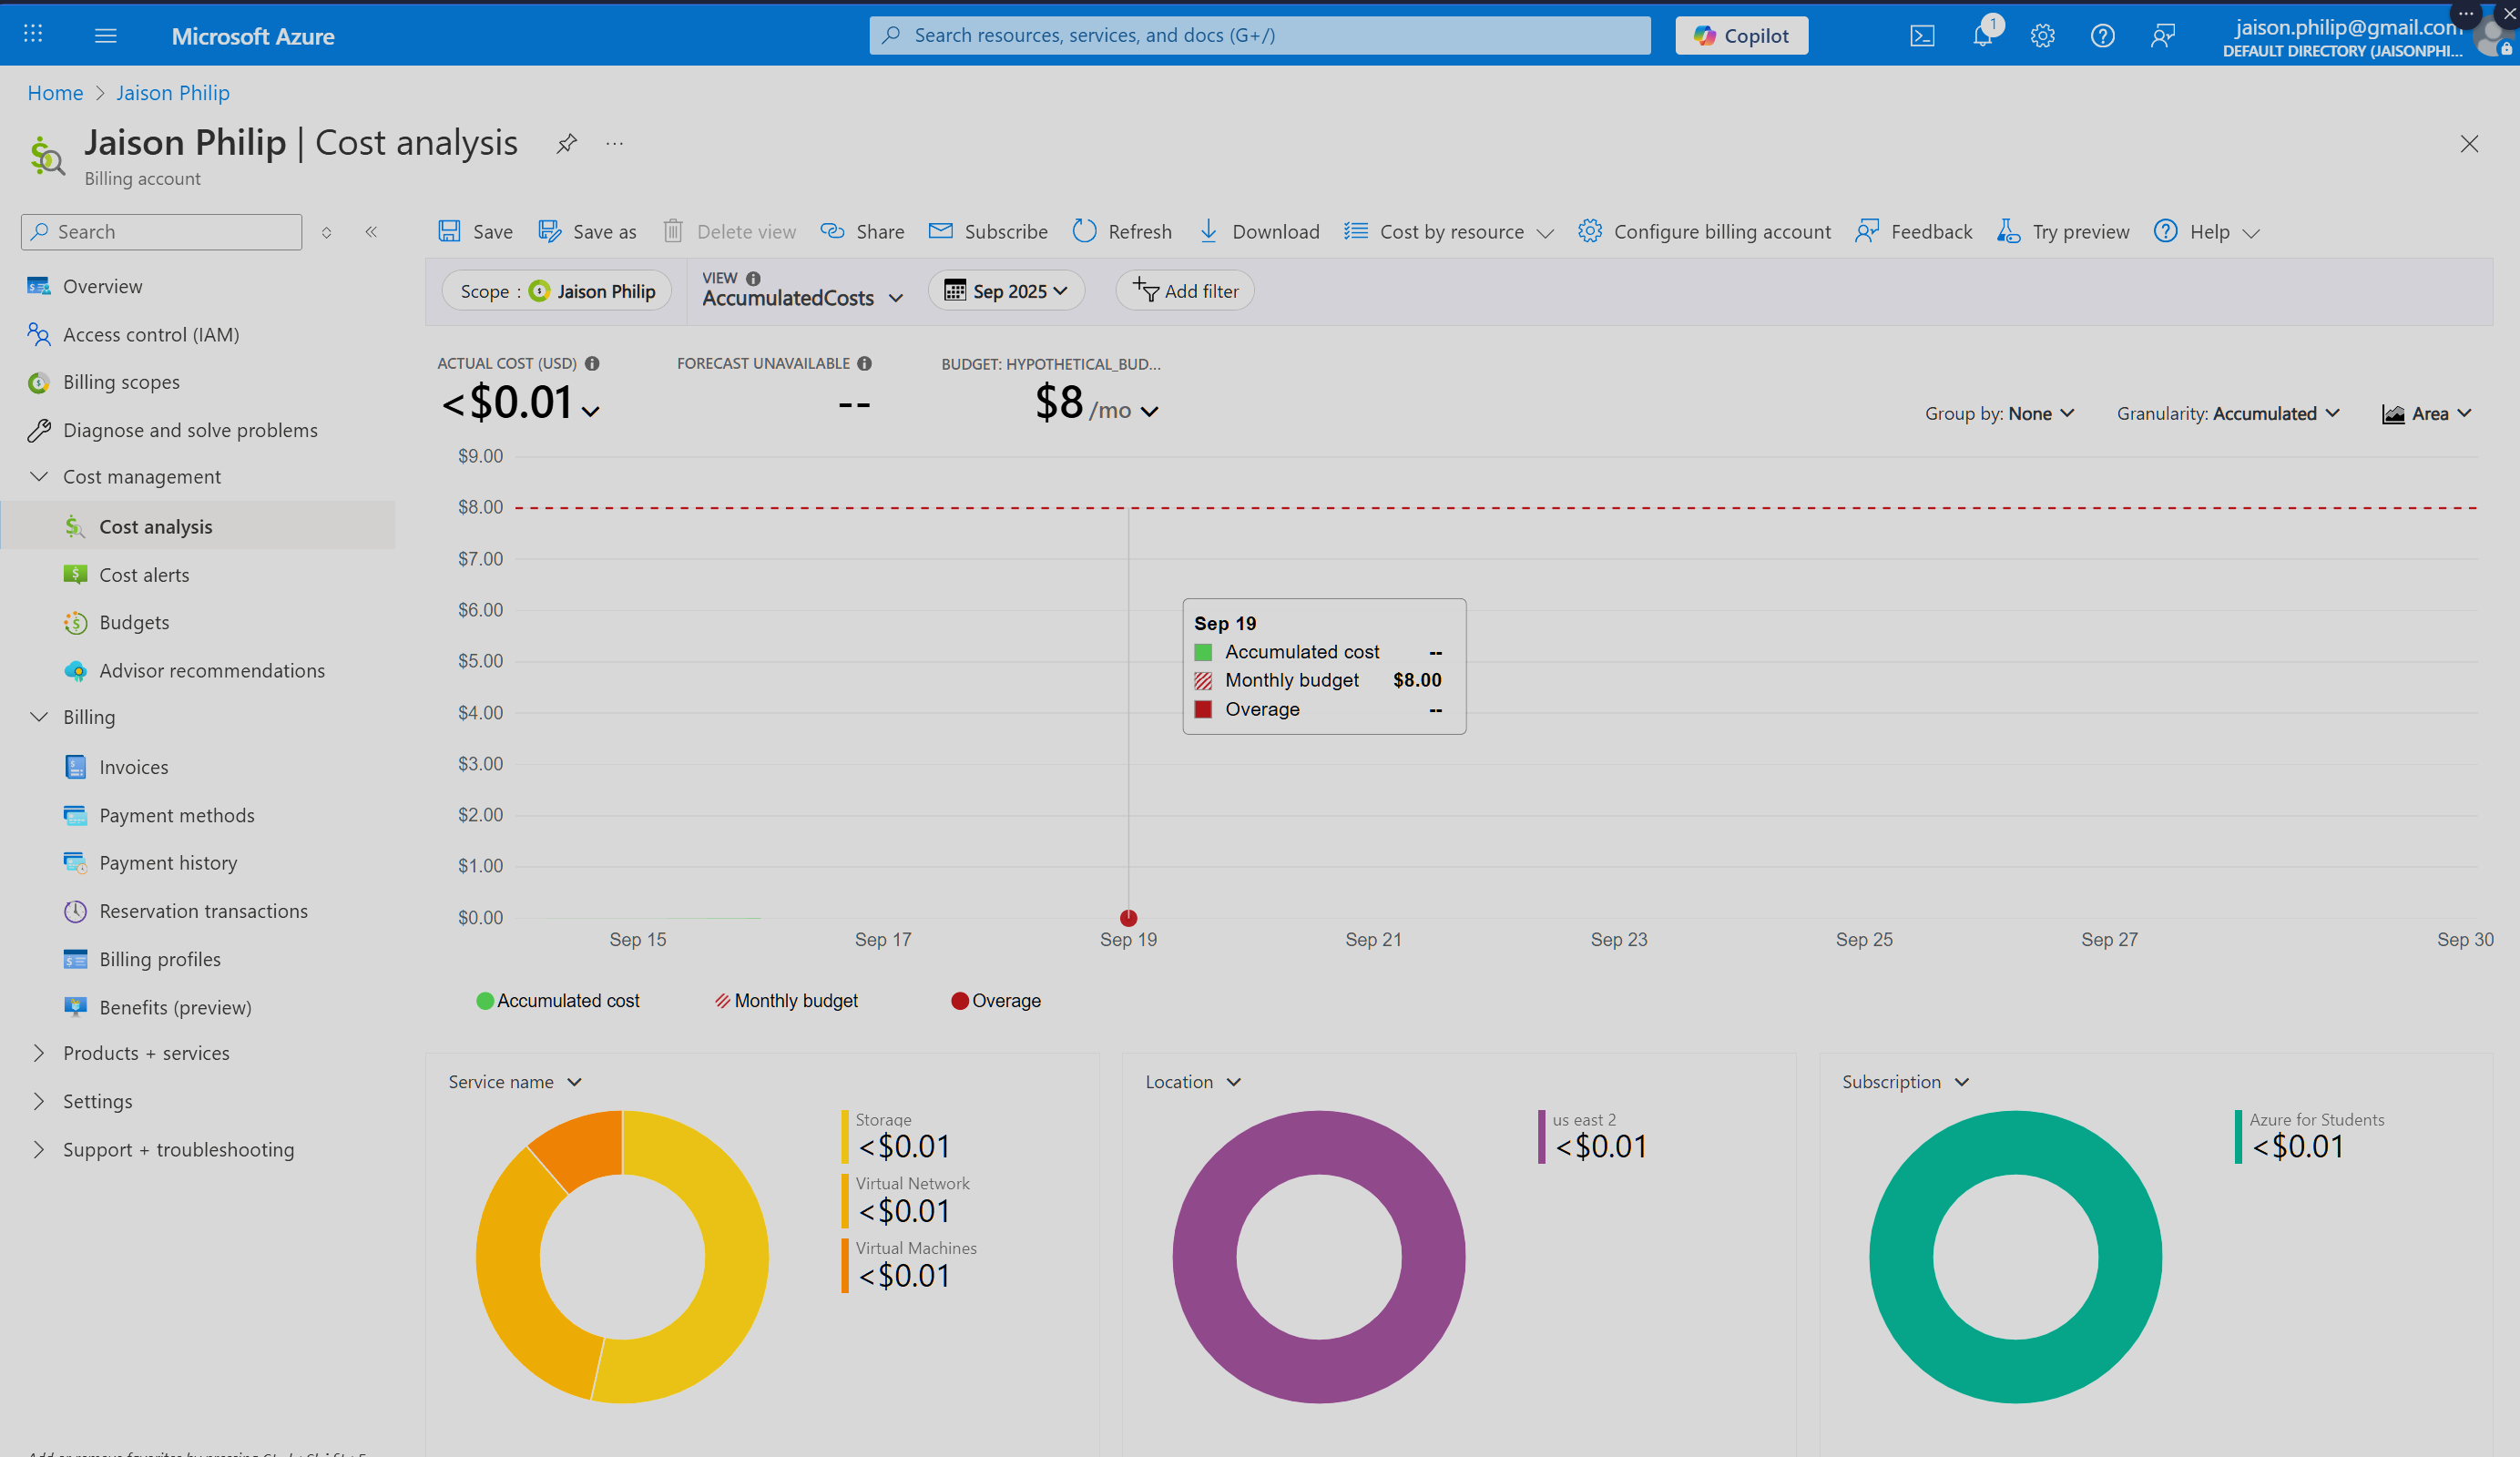 Microsoft Azure
Search resources, services, and docs (G+/)
Copilot
1
jaison.philip@gmail.com
DEFAULT DIRECTORY (JAISONPHI...
Home > Jaison Philip
Jaison Philip | Cost analysis
Billing account
Search
Save
Save as
Delete view
Share
Subscribe
Refresh
Download
Cost by resource
Configure billing account
Feedback
Try preview
Help
Overview
Access control (IAM)
Billing scopes
Diagnose and solve problems
Cost management
Cost analysis
Cost alerts
Budgets
Advisor recommendations
Billing
Invoices
Payment methods
Payment history
Reservation transactions
Billing profiles
Benefits (preview)
Products + services
Settings
Support + troubleshooting
Scope : Jaison Philip
VIEW
AccumulatedCosts
Sep 2025
Add filter
ACTUAL COST (USD)
<$0.01
FORECAST UNAVAILABLE
--
BUDGET: HYPOTHETICAL_BUD...
$8 /mo
Group by: None
Granularity: Accumulated
Area
$9.00
$8.00
$7.00
$6.00
$5.00
$4.00
$3.00
$2.00
$1.00
$0.00
Sep 19
Accumulated cost --
Monthly budget $8.00
Overage --
Sep 15
Sep 17
Sep 19
Sep 21
Sep 23
Sep 25
Sep 27
Sep 30
Accumulated cost
Monthly budget
Overage
Service name
Storage
<$0.01
Virtual Network
<$0.01
Virtual Machines
<$0.01
Location
us east 2
<$0.01
Subscription
Azure for Students
<$0.01